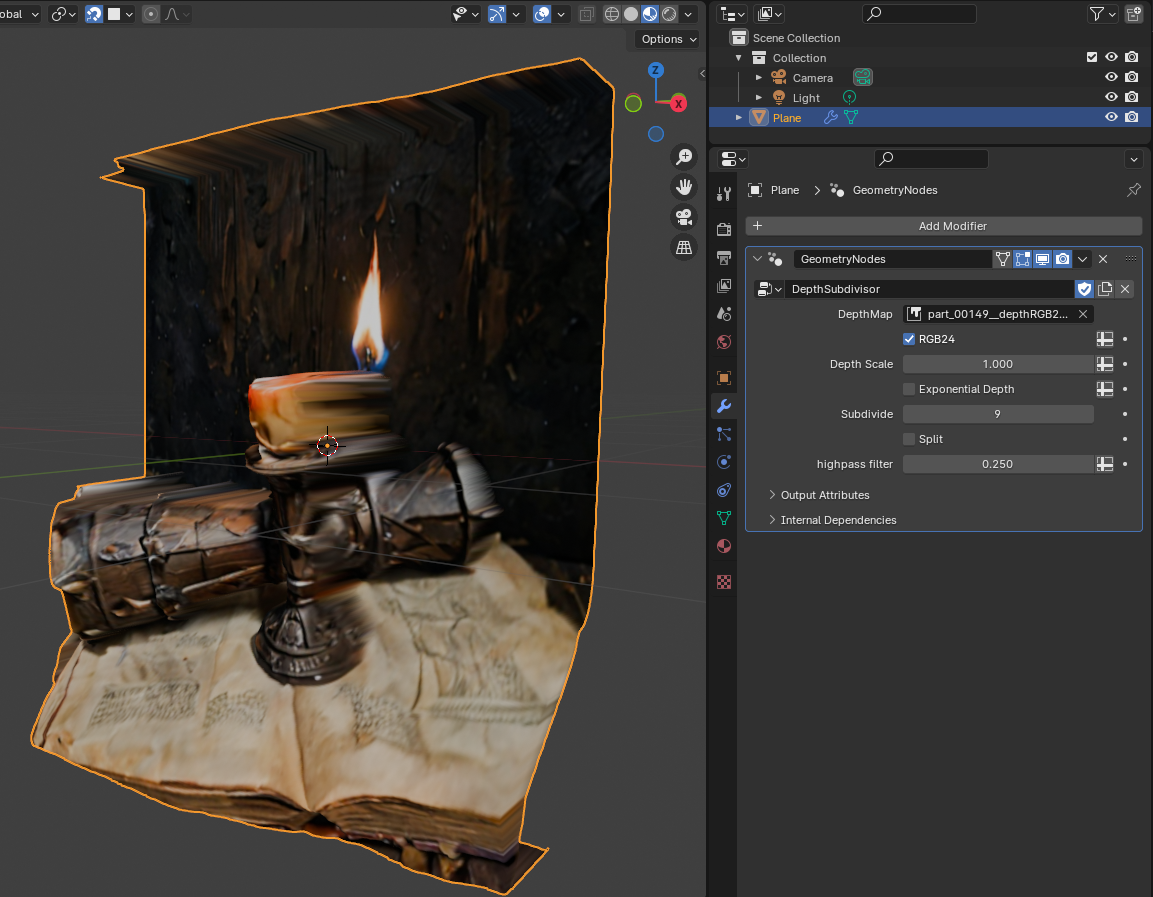 obal
Options
Z
X
Scene Collection
Collection
Camera
Light
Plane
Plane > GeometryNodes
+ Add Modifier
GeometryNodes
DepthSubdivisor
DepthMap part_00149__depthRGB2...
RGB24
Depth Scale 1.000
Exponential Depth
Subdivide 9
Split
highpass filter 0.250
Output Attributes
Internal Dependencies